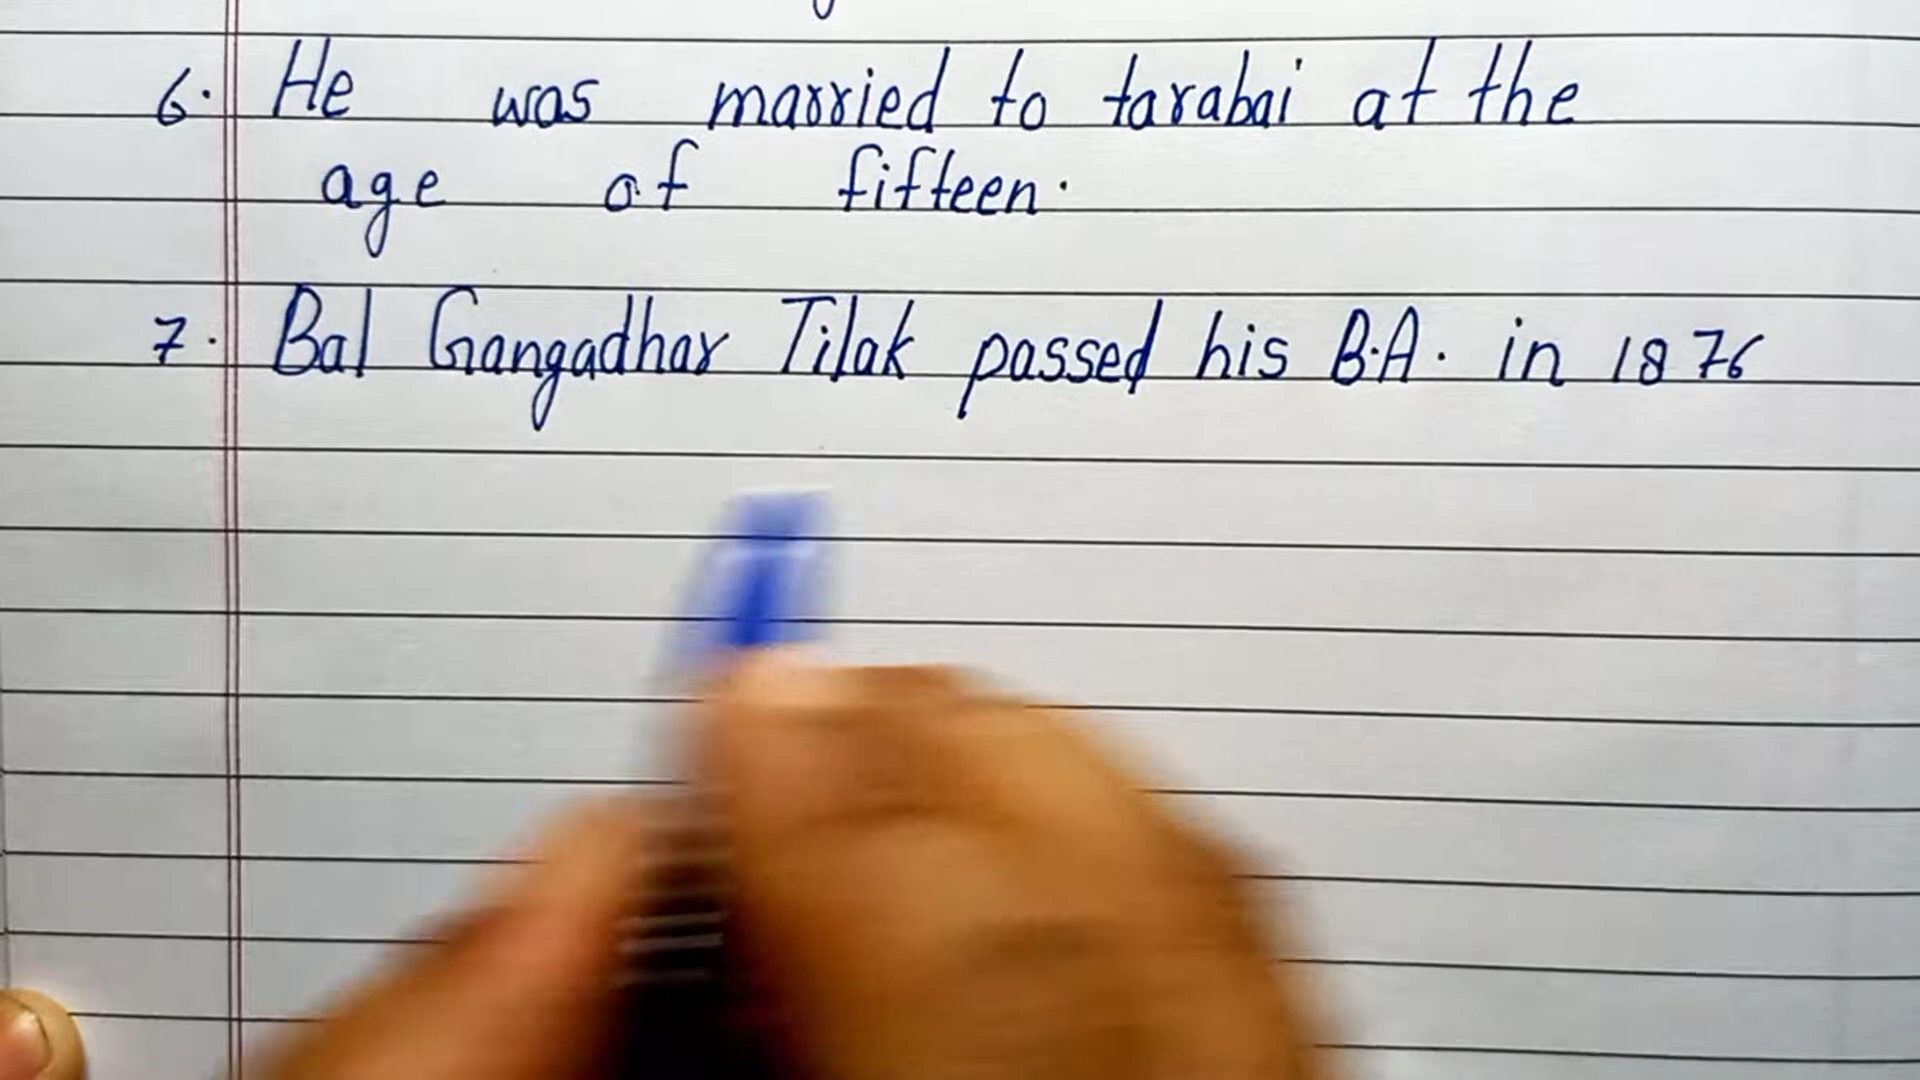 6. He was married to tarabai at the
age of fifteen.
7. Bal Gangadhar Tilak passed his B.A. in 1876